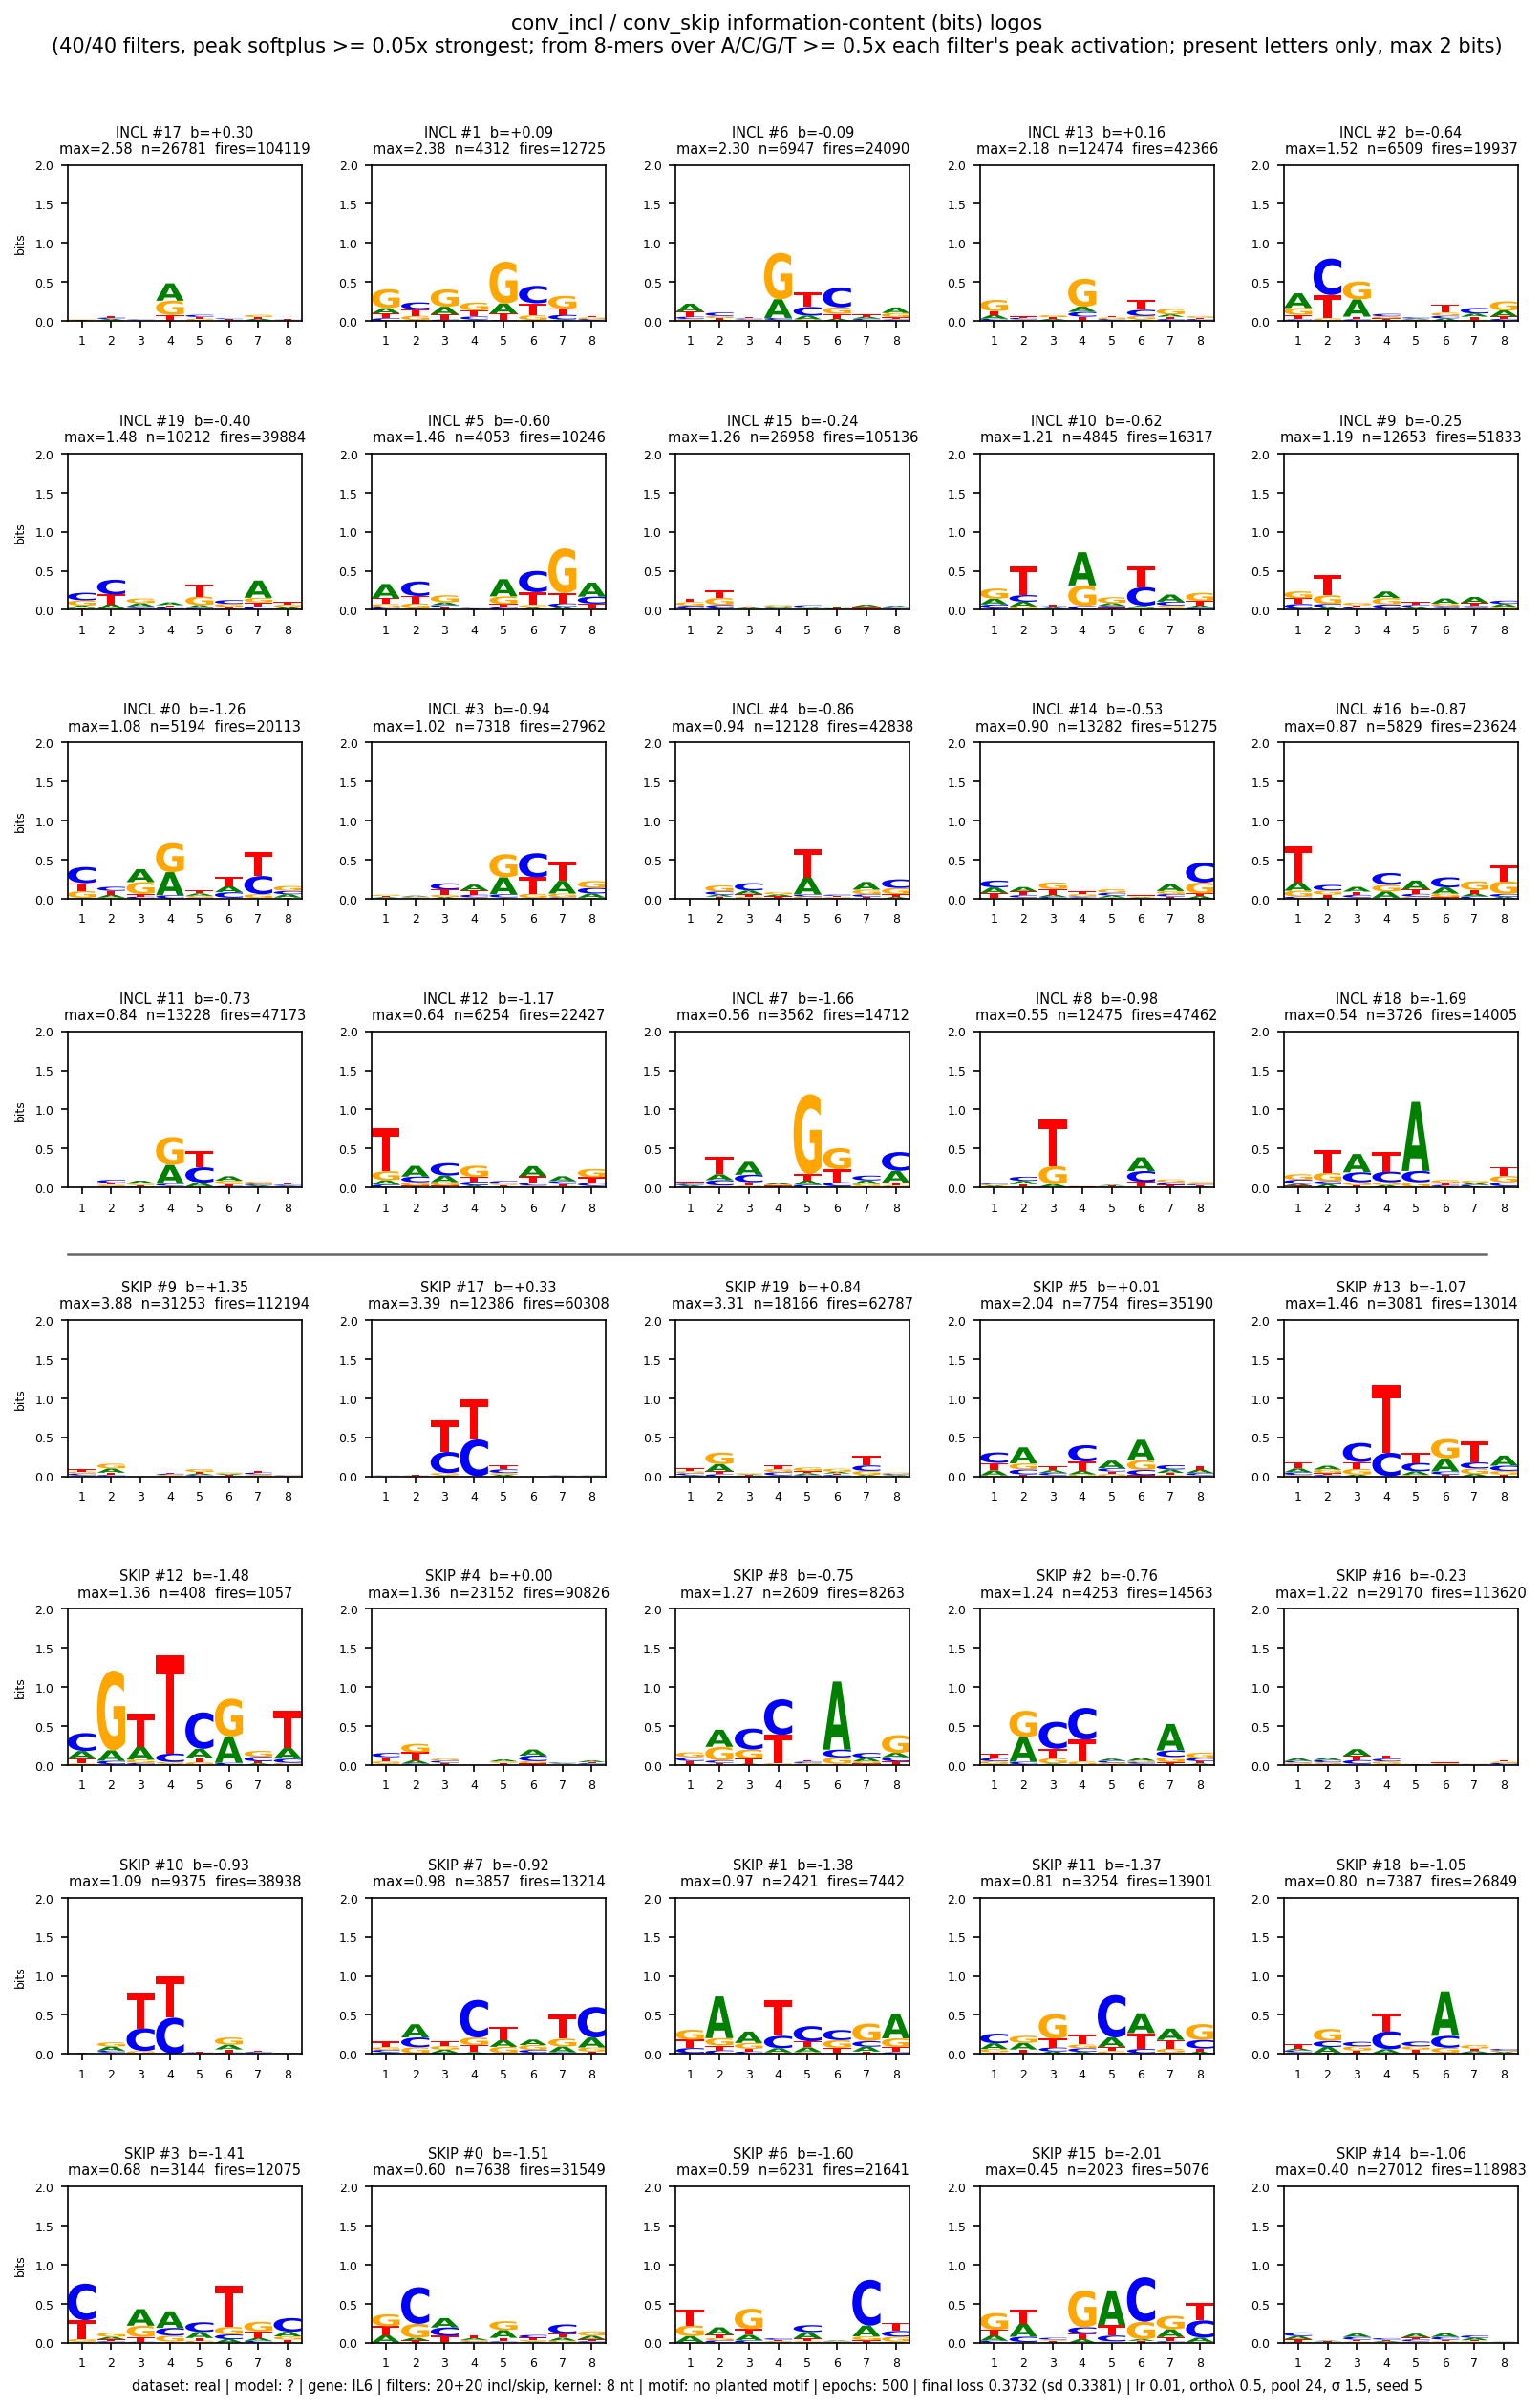 conv_incl / conv_skip information-content (bits) logos
(40/40 filters, peak softplus >= 0.05x strongest; from 8-mers over A/C/G/T >= 0.5x each filter's peak activation; present letters only, max 2 bits)
INCL #17 b=+0.30
max=2.58 n=26781 fires=104119
INCL #1 b=+0.09
max=2.38 n=4312 fires=12725
INCL #6 b=-0.09
max=2.30 n=6947 fires=24090
INCL #13 b=+0.16
max=2.18 n=12474 fires=42366
INCL #2 b=-0.64
max=1.52 n=6509 fires=19937
INCL #19 b=-0.40
max=1.48 n=10212 fires=39884
INCL #5 b=-0.60
max=1.46 n=4053 fires=10246
INCL #15 b=-0.24
max=1.26 n=26958 fires=105136
INCL #10 b=-0.62
max=1.21 n=4845 fires=16317
INCL #9 b=-0.25
max=1.19 n=12653 fires=51833
INCL #0 b=-1.26
max=1.08 n=5194 fires=20113
INCL #3 b=-0.94
max=1.02 n=7318 fires=27962
INCL #4 b=-0.86
max=0.94 n=12128 fires=42838
INCL #14 b=-0.53
max=0.90 n=13282 fires=51275
INCL #16 b=-0.87
max=0.87 n=5829 fires=23624
INCL #11 b=-0.73
max=0.84 n=13228 fires=47173
INCL #12 b=-1.17
max=0.64 n=6254 fires=22427
INCL #7 b=-1.66
max=0.56 n=3562 fires=14712
INCL #8 b=-0.98
max=0.55 n=12475 fires=47462
INCL #18 b=-1.69
max=0.54 n=3726 fires=14005
SKIP #9 b=+1.35
max=3.88 n=31253 fires=112194
SKIP #17 b=+0.33
max=3.39 n=12386 fires=60308
SKIP #19 b=+0.84
max=3.31 n=18166 fires=62787
SKIP #5 b=+0.01
max=2.04 n=7754 fires=35190
SKIP #13 b=-1.07
max=1.46 n=3081 fires=13014
SKIP #12 b=-1.48
max=1.36 n=408 fires=1057
SKIP #4 b=+0.00
max=1.36 n=23152 fires=90826
SKIP #8 b=-0.75
max=1.27 n=2609 fires=8263
SKIP #2 b=-0.76
max=1.24 n=4253 fires=14563
SKIP #16 b=-0.23
max=1.22 n=29170 fires=113620
SKIP #10 b=-0.93
max=1.09 n=9375 fires=38938
SKIP #7 b=-0.92
max=0.98 n=3857 fires=13214
SKIP #1 b=-1.38
max=0.97 n=2421 fires=7442
SKIP #11 b=-1.37
max=0.81 n=3254 fires=13901
SKIP #18 b=-1.05
max=0.80 n=7387 fires=26849
SKIP #3 b=-1.41
max=0.68 n=3144 fires=12075
SKIP #0 b=-1.51
max=0.60 n=7638 fires=31549
SKIP #6 b=-1.60
max=0.59 n=6231 fires=21641
SKIP #15 b=-2.01
max=0.45 n=2023 fires=5076
SKIP #14 b=-1.06
max=0.40 n=27012 fires=118983
bits
2.0
1.5
1.0
0.5
0.0
1 2 3 4 5 6 7 8
dataset: real | model: ? | gene: IL6 | filters: 20+20 incl/skip, kernel: 8 nt | motif: no planted motif | epochs: 500 | final loss 0.3732 (sd 0.3381) | lr 0.01, orthoλ 0.5, pool 24, σ 1.5, seed 5